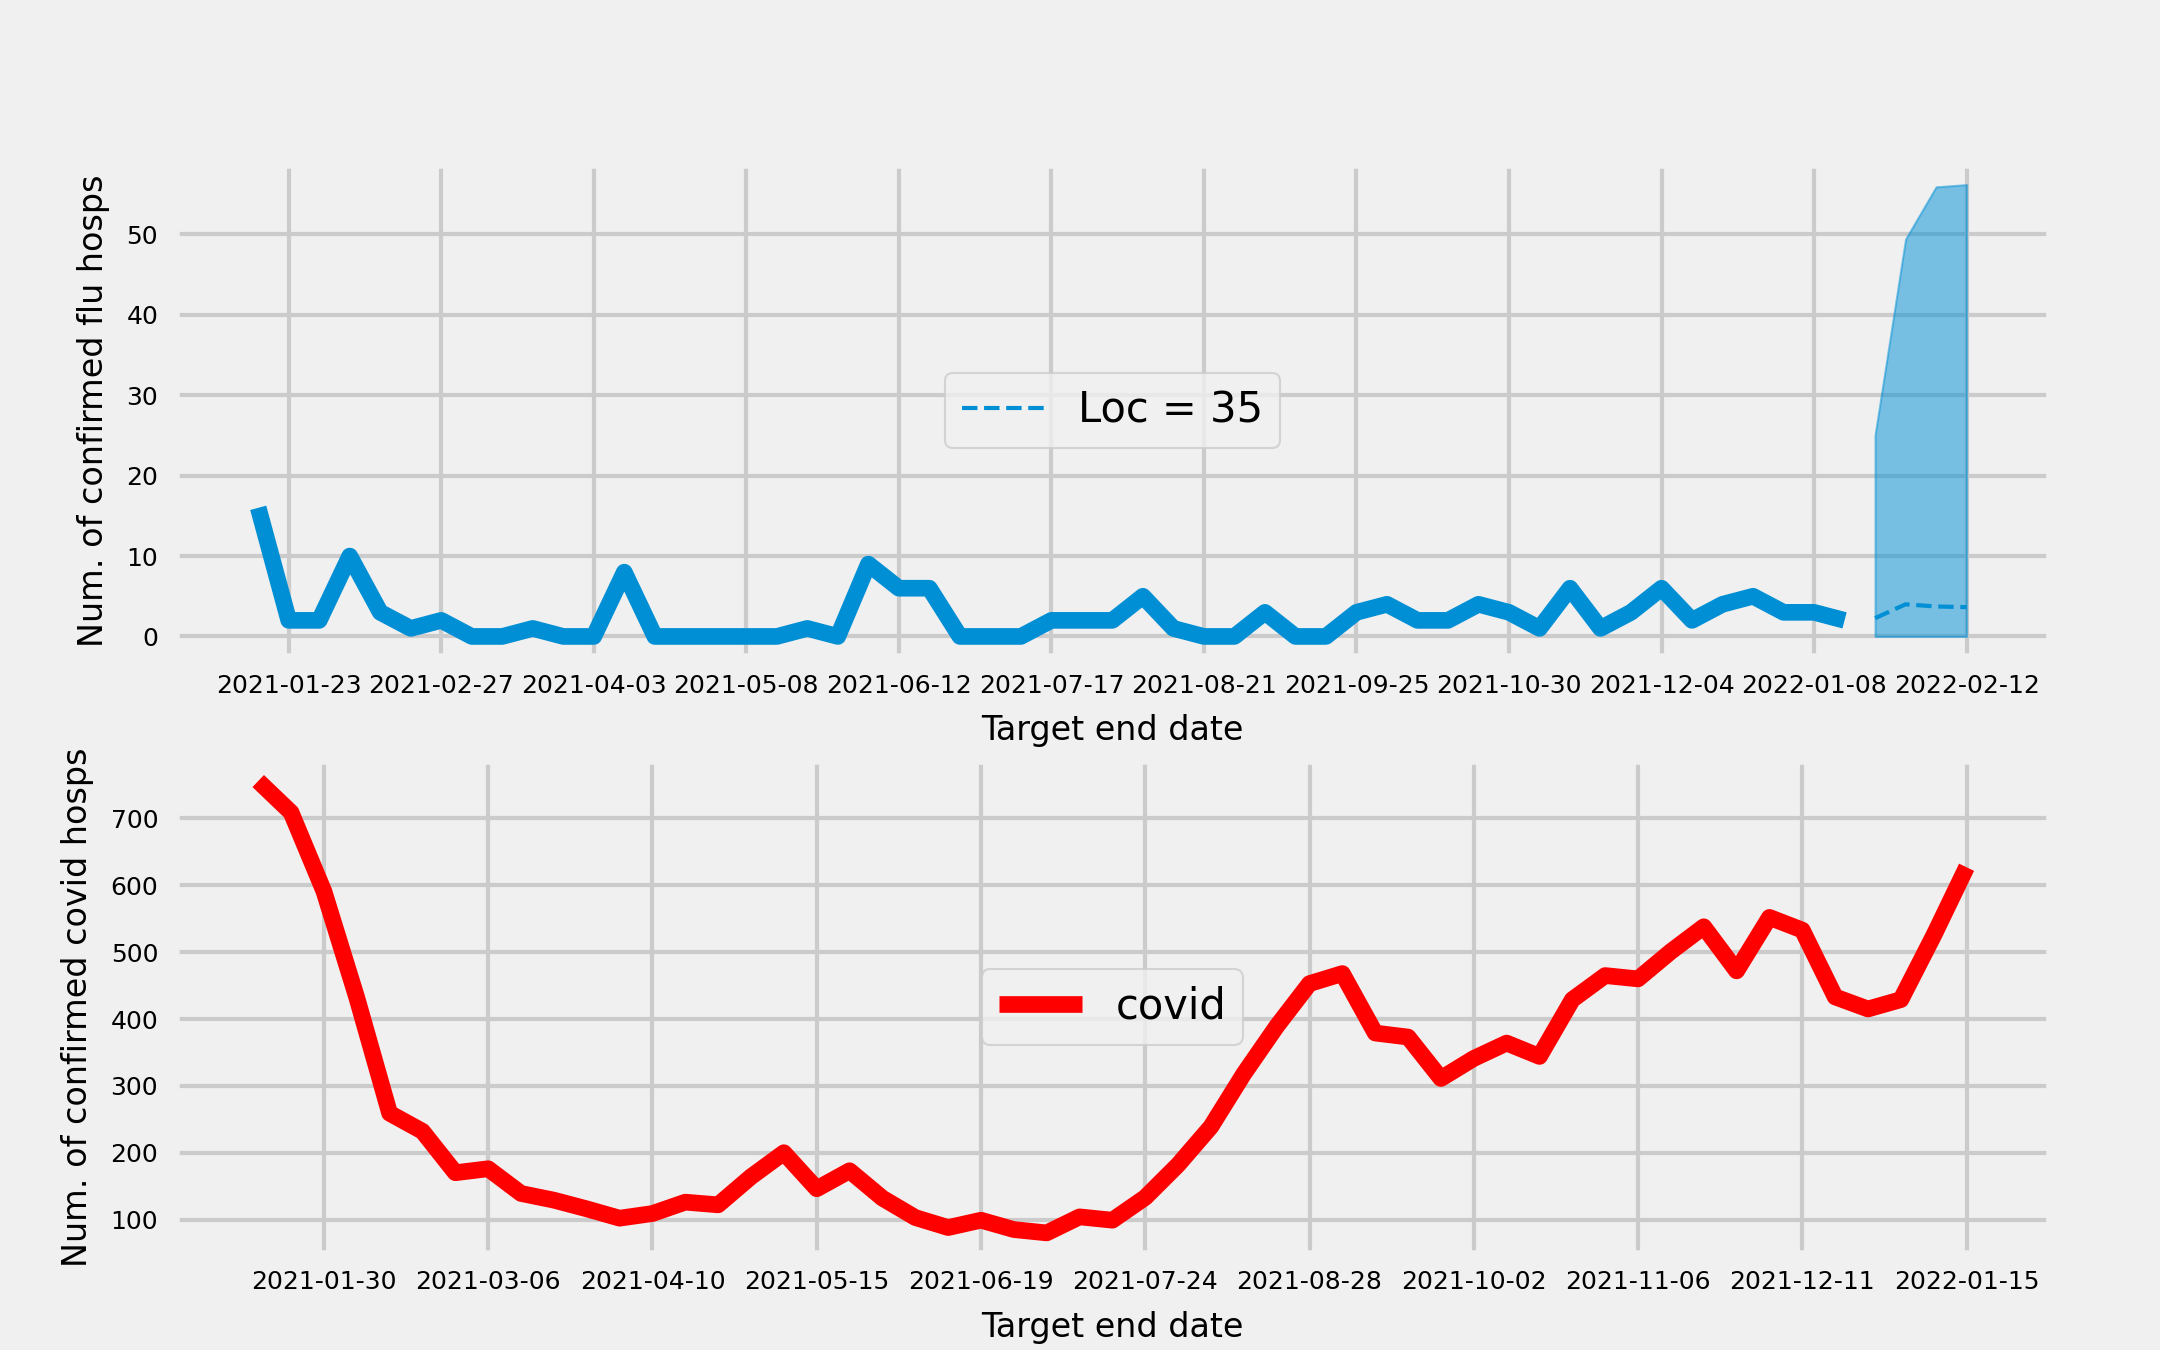 Num. of confirmed flu hosps
50
40
30
20
10
0
Loc = 35
2021-01-23 2021-02-27 2021-04-03 2021-05-08 2021-06-12 2021-07-17 2021-08-21 2021-09-25 2021-10-30 2021-12-04 2022-01-08 2022-02-12
Target end date
Num. of confirmed covid hosps
700
600
500
400
300
200
100
covid
2021-01-30 2021-03-06 2021-04-10 2021-05-15 2021-06-19 2021-07-24 2021-08-28 2021-10-02 2021-11-06 2021-12-11 2022-01-15
Target end date